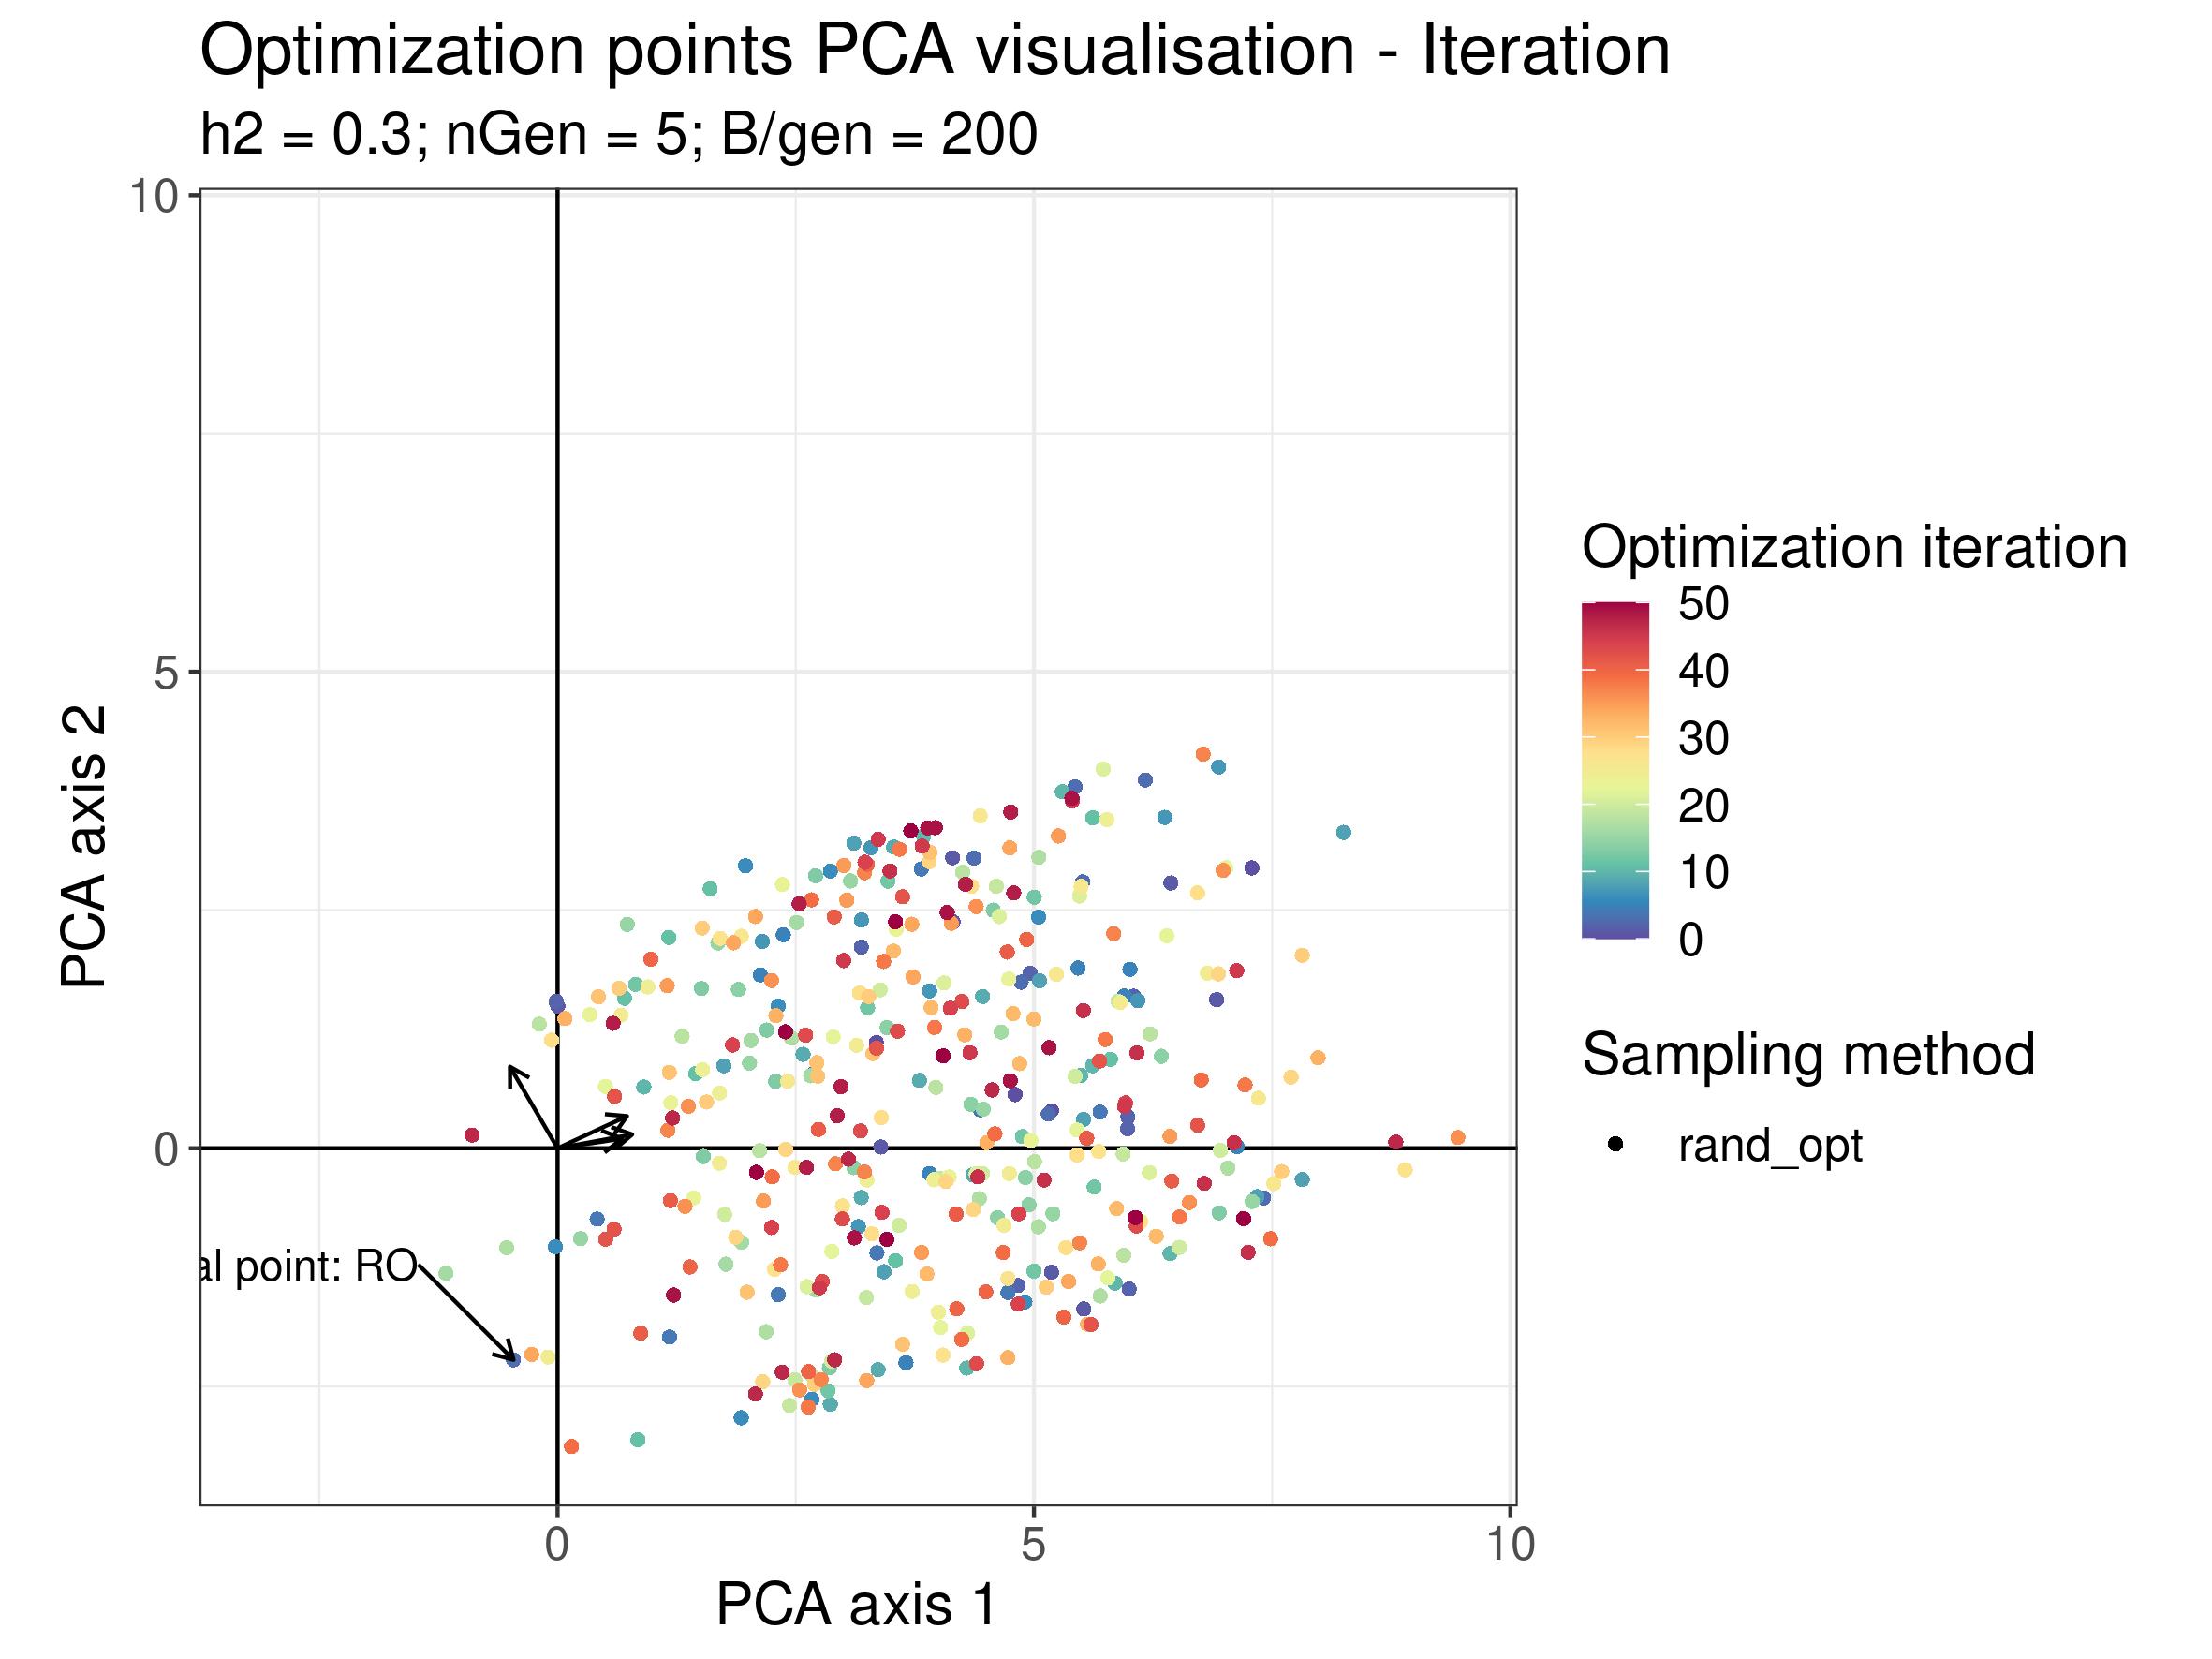 Optimization points PCA visualisation - Iteration
h2 = 0.3; nGen = 5; B/gen = 200
10
5
0
PCA axis 2
al point: RO
0
5
10
PCA axis 1
Optimization iteration
50
40
30
20
10
0
Sampling method
rand_opt